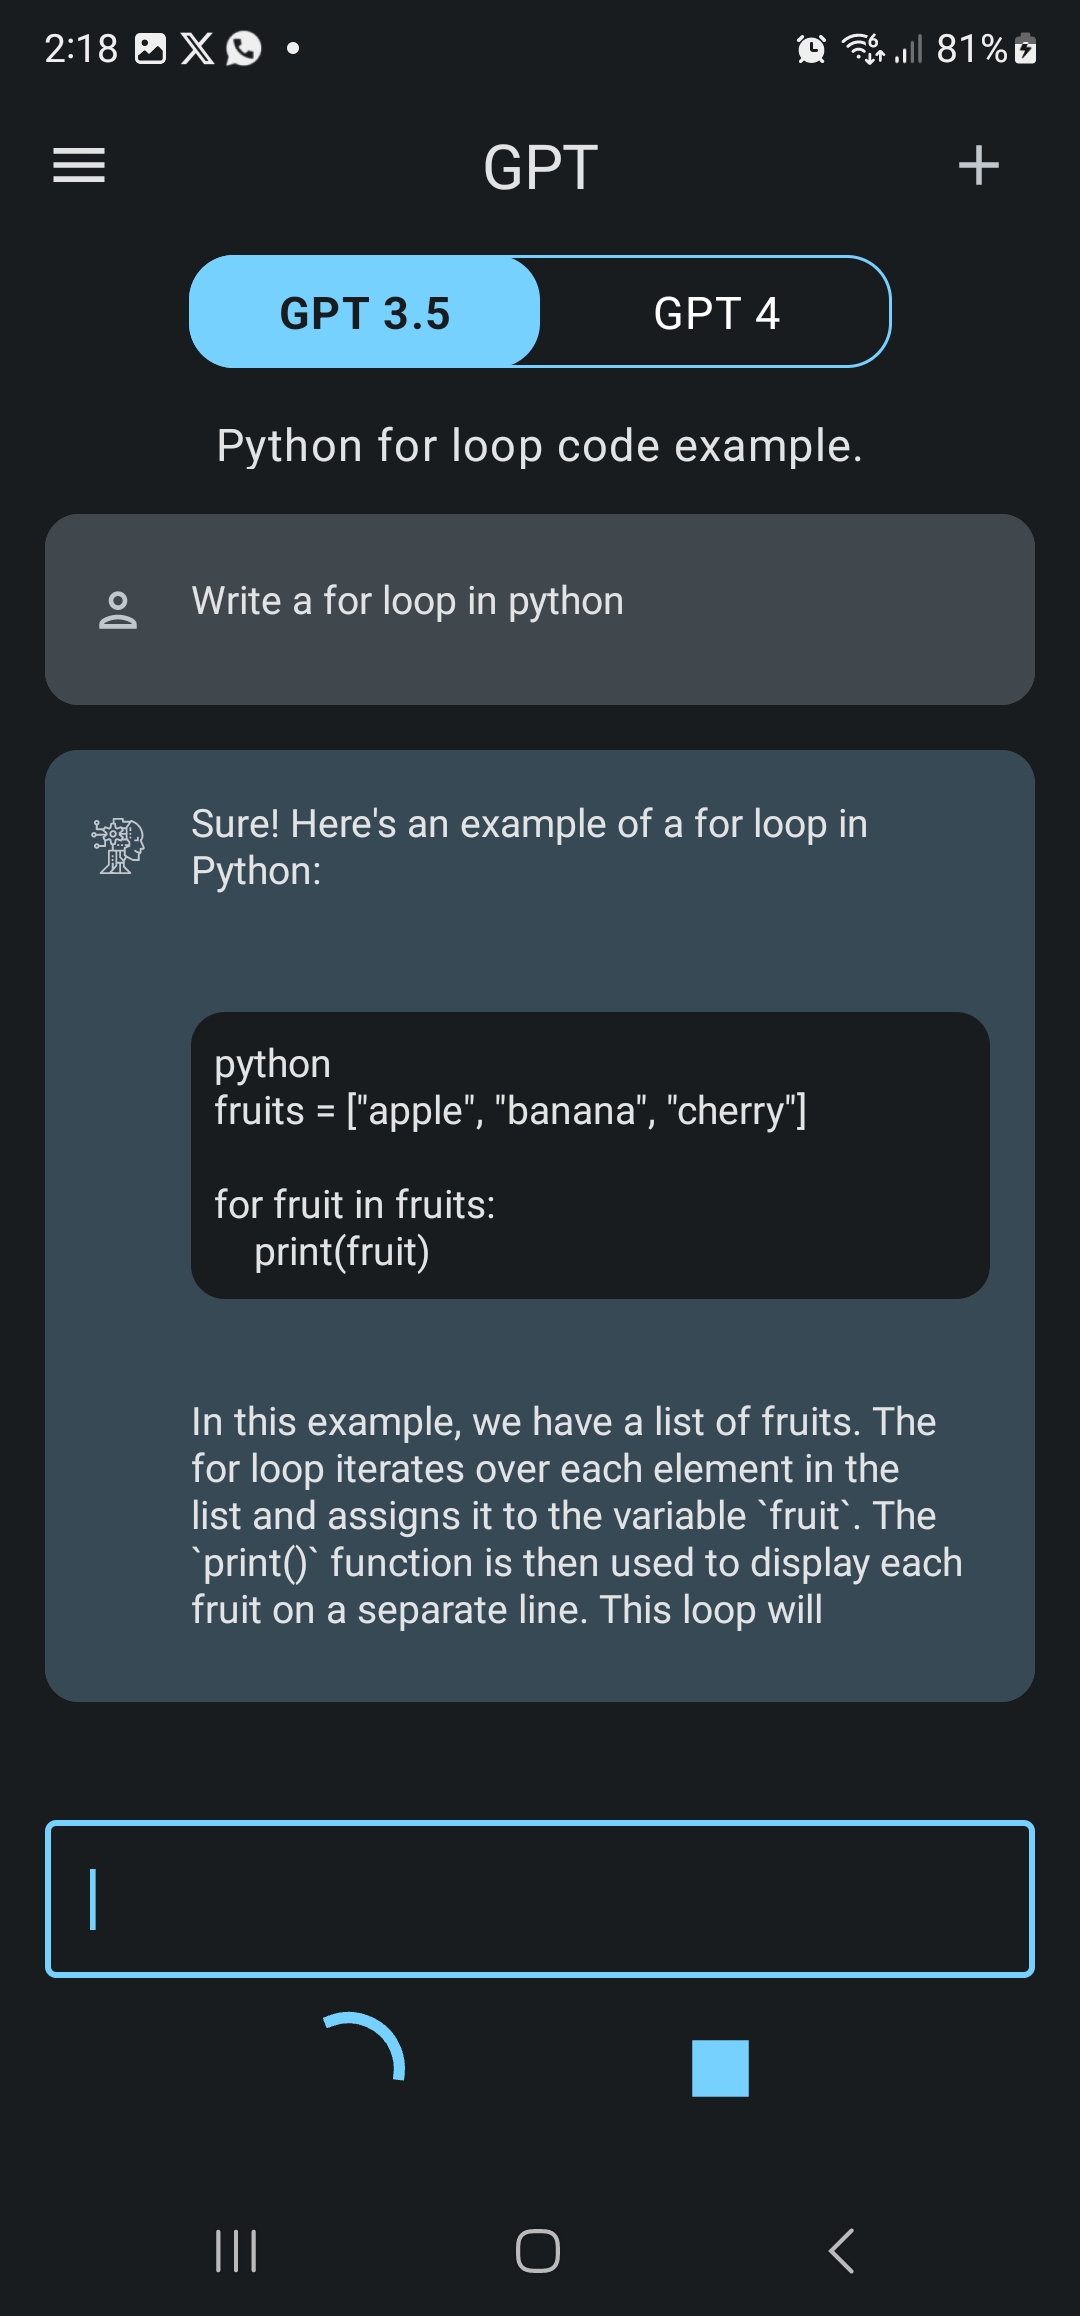 2:18
81%
GPT
GPT 3.5
GPT 4
Python for loop code example.
Write a for loop in python
Sure! Here's an example of a for loop in
Python:
python
fruits = ["apple", "banana", "cherry"]
for fruit in fruits:
    print(fruit)
In this example, we have a list of fruits. The
for loop iterates over each element in the
list and assigns it to the variable `fruit`. The
`print()` function is then used to display each
fruit on a separate line. This loop will